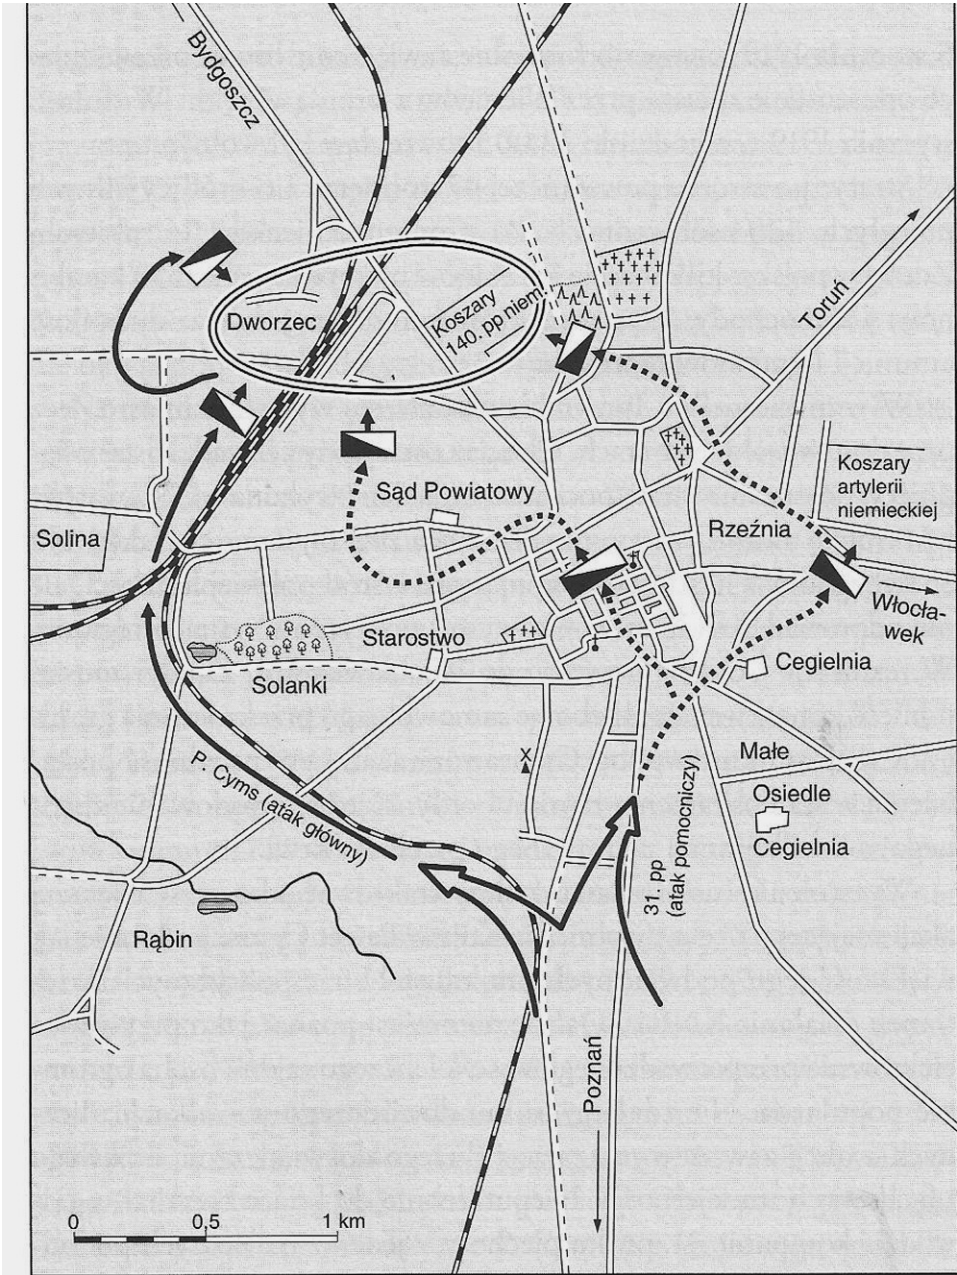 Bydgoszcz
Dworzec
Koszary
140. pp niem.
Toruń
Koszary
artylerii
niemieckiej
Sąd Powiatowy
Solina
Rzeźnia
Włocła-
wek
Starostwo
Cegielnia
Solanki
P. Cyms (atak główny)
X
Małe
Osiedle
Cegielnia
31. pp
(atak pomocniczy)
Rąbin
Poznań
0 0,5 1 km